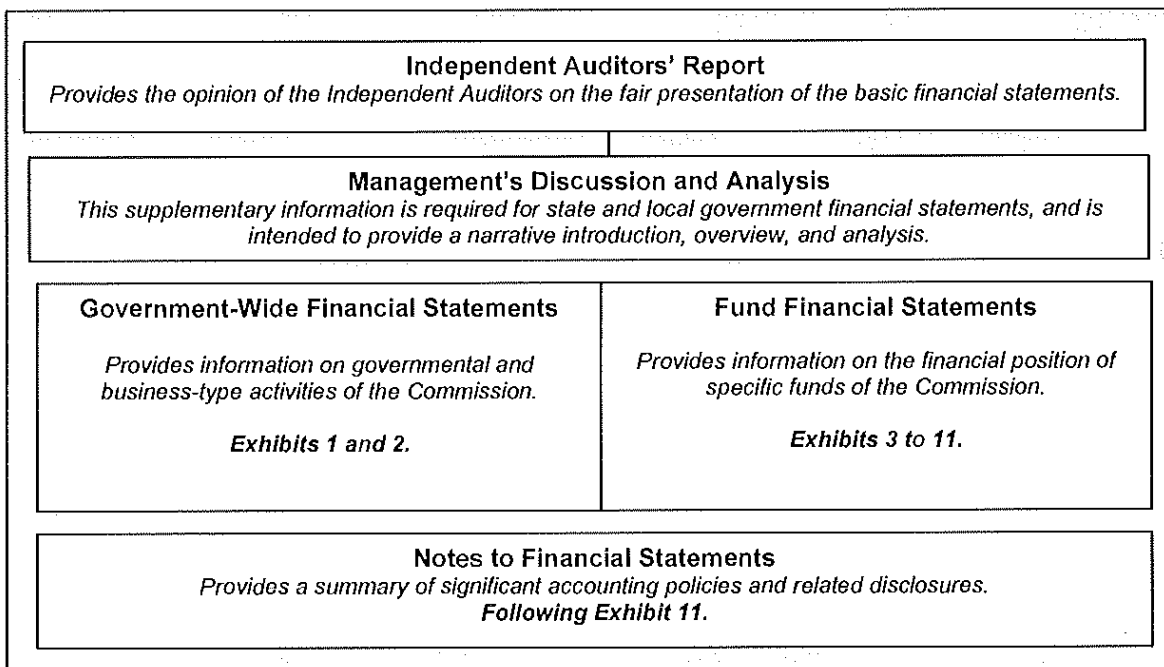 Independent Auditors' Report
Provides the opinion of the Independent Auditors on the fair presentation of the basic financial statements.
Management's Discussion and Analysis
This supplementary information is required for state and local government financial statements, and is
intended to provide a narrative introduction, overview, and analysis.
Government-Wide Financial Statements
Provides information on governmental and
business-type activities of the Commission.
Exhibits 1 and 2.
Fund Financial Statements
Provides information on the financial position of
specific funds of the Commission.
Exhibits 3 to 11.
Notes to Financial Statements
Provides a summary of significant accounting policies and related disclosures.
Following Exhibit 11.